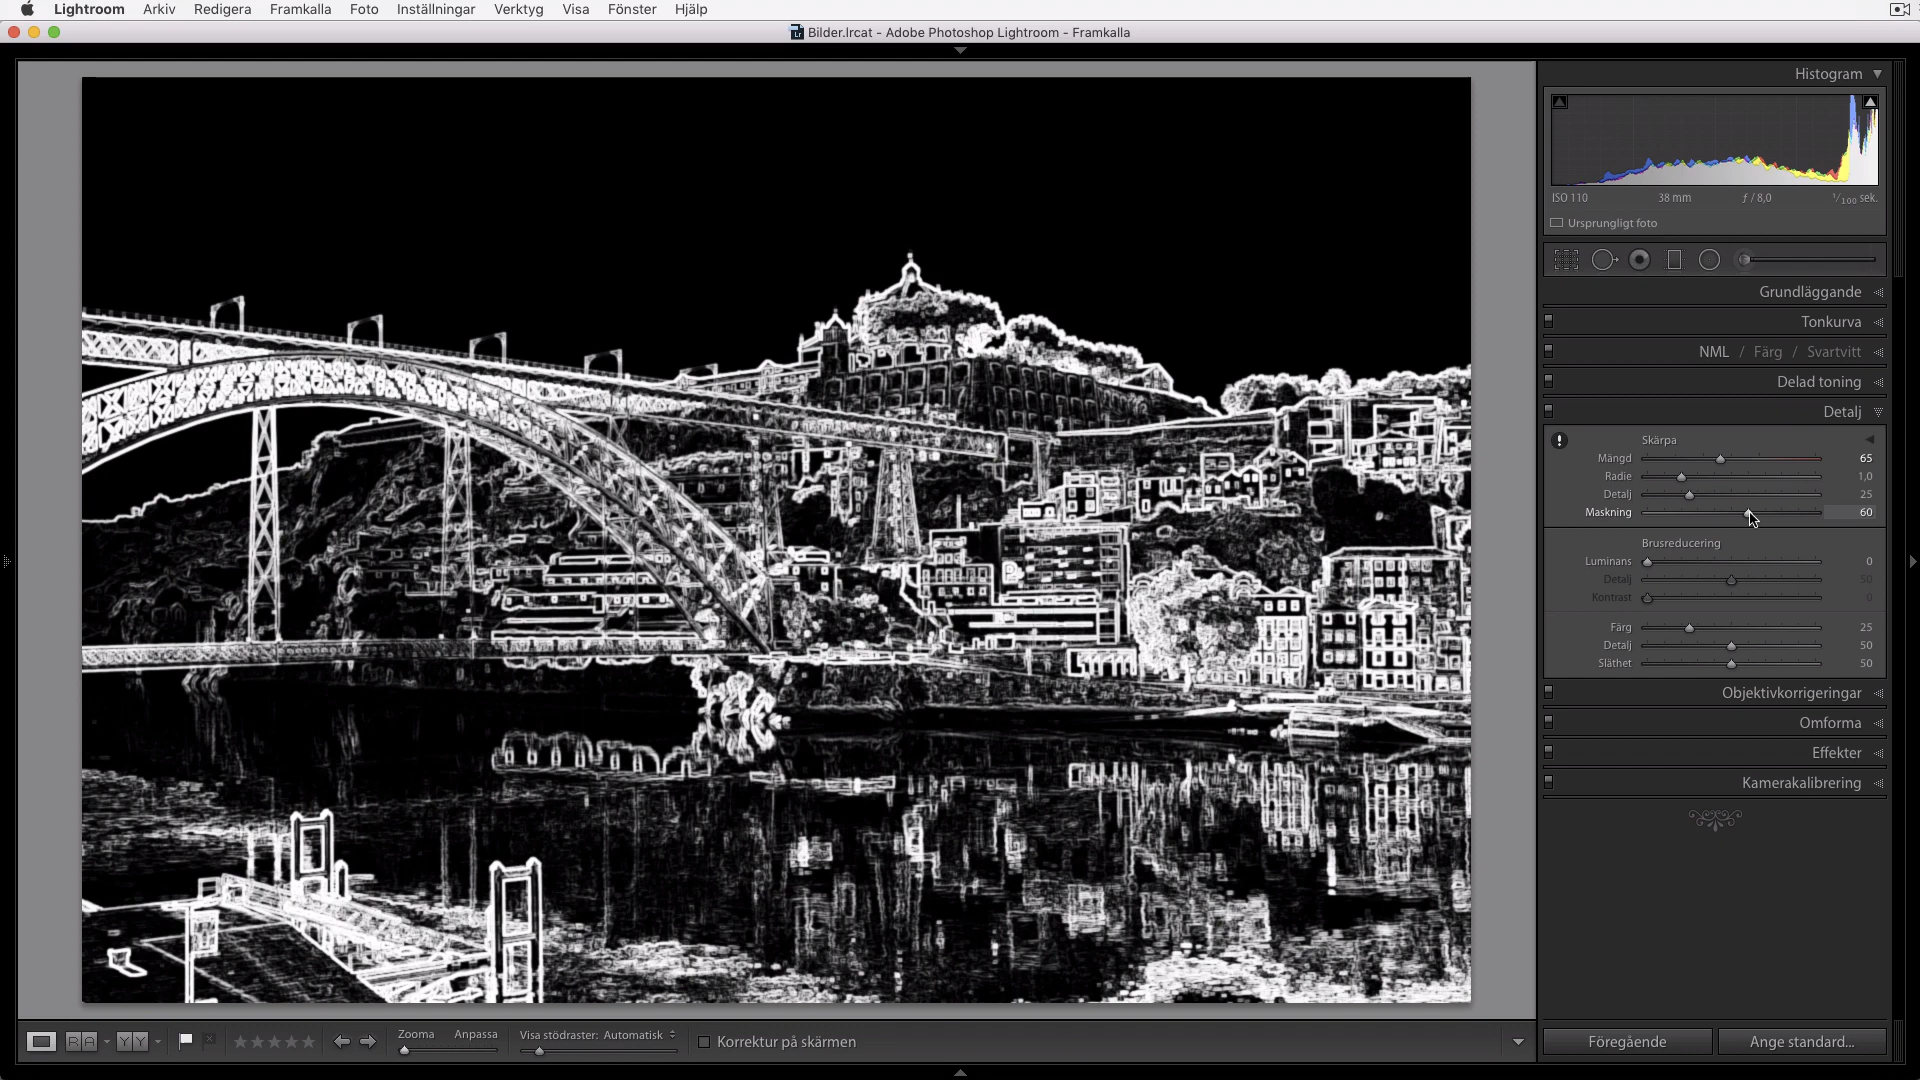 Lightroom Arkiv Redigera Framkalla Foto Inställningar Verktyg Visa Fönster Hjälp
Bilder.lrcat - Adobe Photoshop Lightroom - Framkalla
Histogram
ISO 110 38 mm ƒ / 8,0 1/100 sek.
Ursprungligt foto
Grundläggande
Tonkurva
NML / Färg / Svartvitt
Delad toning
Detalj
Skärpa
Mängd 65
Radie 1,0
Detalj 25
Maskning 60
Brusreducering
Luminans 0
Detalj 50
Kontrast 0
Färg 25
Detalj 50
Släthet 50
Objektivkorrigeringar
Omforma
Effekter
Kamerakalibrering
R A Y Y Zooma Anpassa Visa stödraster: Automatisk Korrektur på skärmen
Föregående Ange standard...